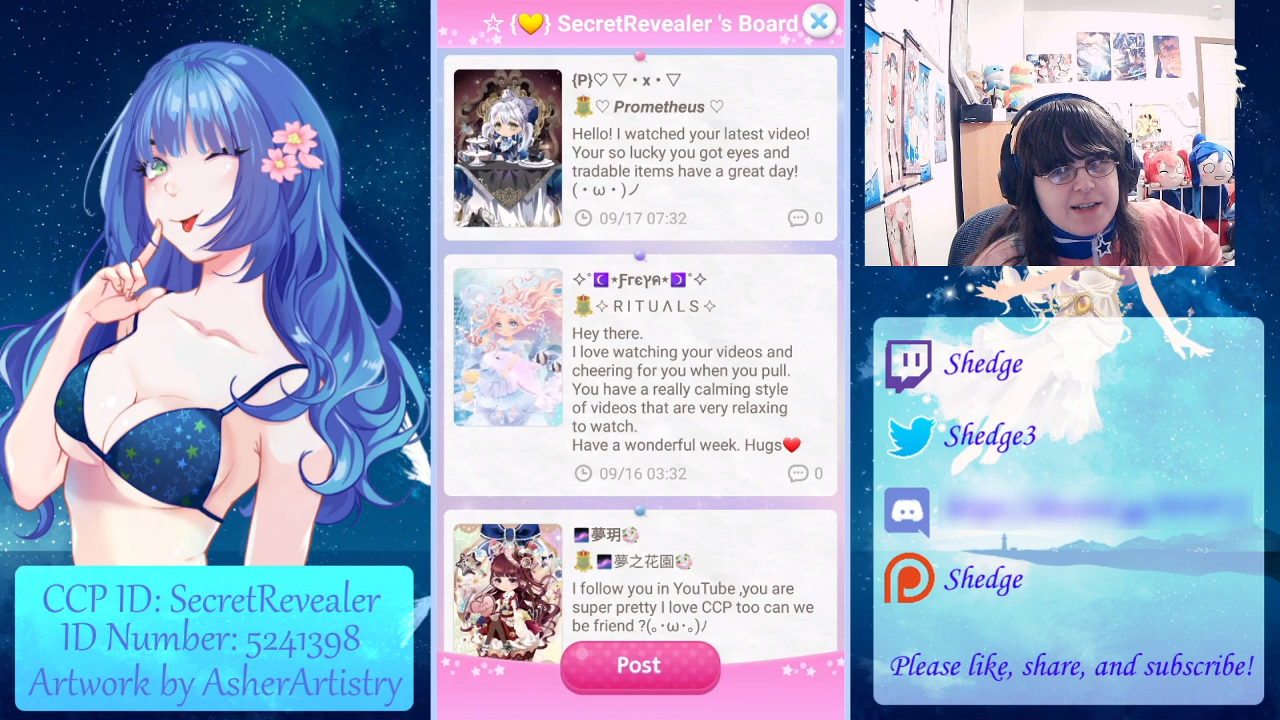 ☆ {💛} SecretRevealer 's Board
{P}♡ ▽・x・▽
♡ Prometheus ♡
Hello! I watched your latest video!
Your so lucky you got eyes and
tradable items have a great day!
(・ω・)ノ
09/17 07:32
0
✧˚☾⋆Ƒrєγค⋆☽˚✧
✧ R I T U Λ L S ✧
Hey there.
I love watching your videos and
cheering for you when you pull.
You have a really calming style
of videos that are very relaxing
to watch.
Have a wonderful week. Hugs❤
09/16 03:32
0
夢玥
夢之花園
I follow you in YouTube ,you are
super pretty I love CCP too can we
be friend ?(｡･ω･｡)ﾉ
Post
CCP ID: SecretRevealer
ID Number: 5241398
Artwork by AsherArtistry
Shedge
Shedge3
Shedge
Please like, share, and subscribe!